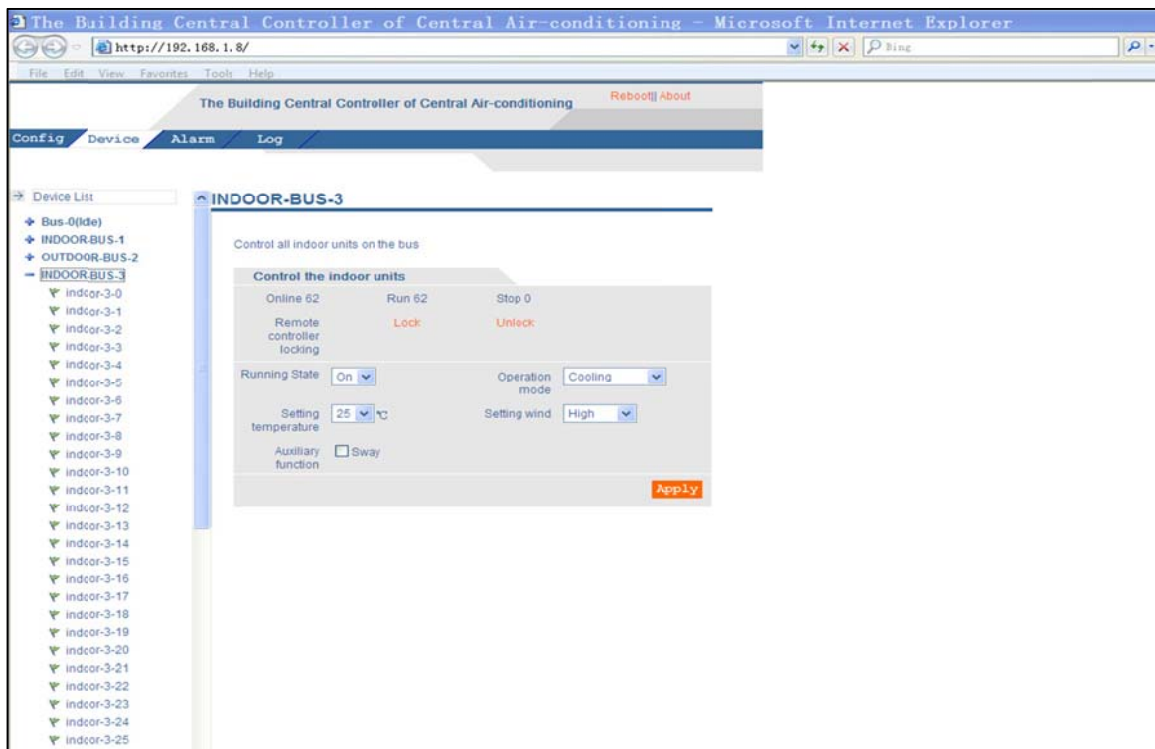 The Building Central Controller of Central Air-conditioning - Microsoft Internet Explorer
http://192.168.1.8/
Bing
File Edit View Favorites Tools Help
The Building Central Controller of Central Air-conditioning
Reboot|| About
Config Device Alarm Log
Device List
Bus-0(Ide)
INDOOR-BUS-1
OUTDOOR-BUS-2
INDOOR-BUS-3
indoor-3-0
indoor-3-1
indoor-3-2
indoor-3-3
indoor-3-4
indoor-3-5
indoor-3-6
indoor-3-7
indoor-3-8
indoor-3-9
indoor-3-10
indoor-3-11
indoor-3-12
indoor-3-13
indoor-3-14
indoor-3-15
indoor-3-16
indoor-3-17
indoor-3-18
indoor-3-19
indoor-3-20
indoor-3-21
indoor-3-22
indoor-3-23
indoor-3-24
indoor-3-25
INDOOR-BUS-3
Control all indoor units on the bus
Control the indoor units
Online 62 Run 62 Stop 0
Remote controller locking Lock Unlock
Running State On Operation mode Cooling
Setting temperature 25 ℃ Setting wind High
Auxiliary function Sway
Apply